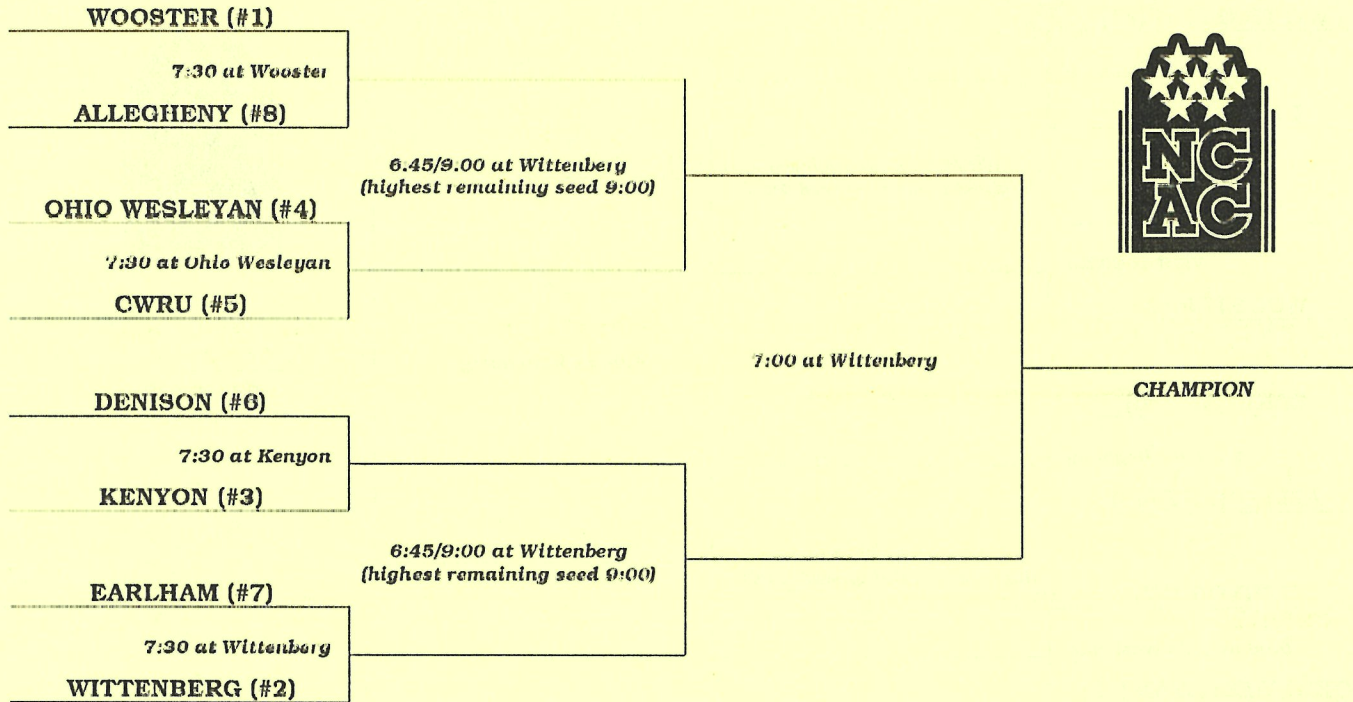 WOOSTER (#1)
7:30 at Wooster
ALLEGHENY (#8)
6:45/9:00 at Wittenberg
(highest remaining seed 9:00)
OHIO WESLEYAN (#4)
7:30 at Ohio Wesleyan
CWRU (#5)
NC
AC
7:00 at Wittenberg
CHAMPION
DENISON (#6)
7:30 at Kenyon
KENYON (#3)
6:45/9:00 at Wittenberg
(highest remaining seed 9:00)
EARLHAM (#7)
7:30 at Wittenberg
WITTENBERG (#2)